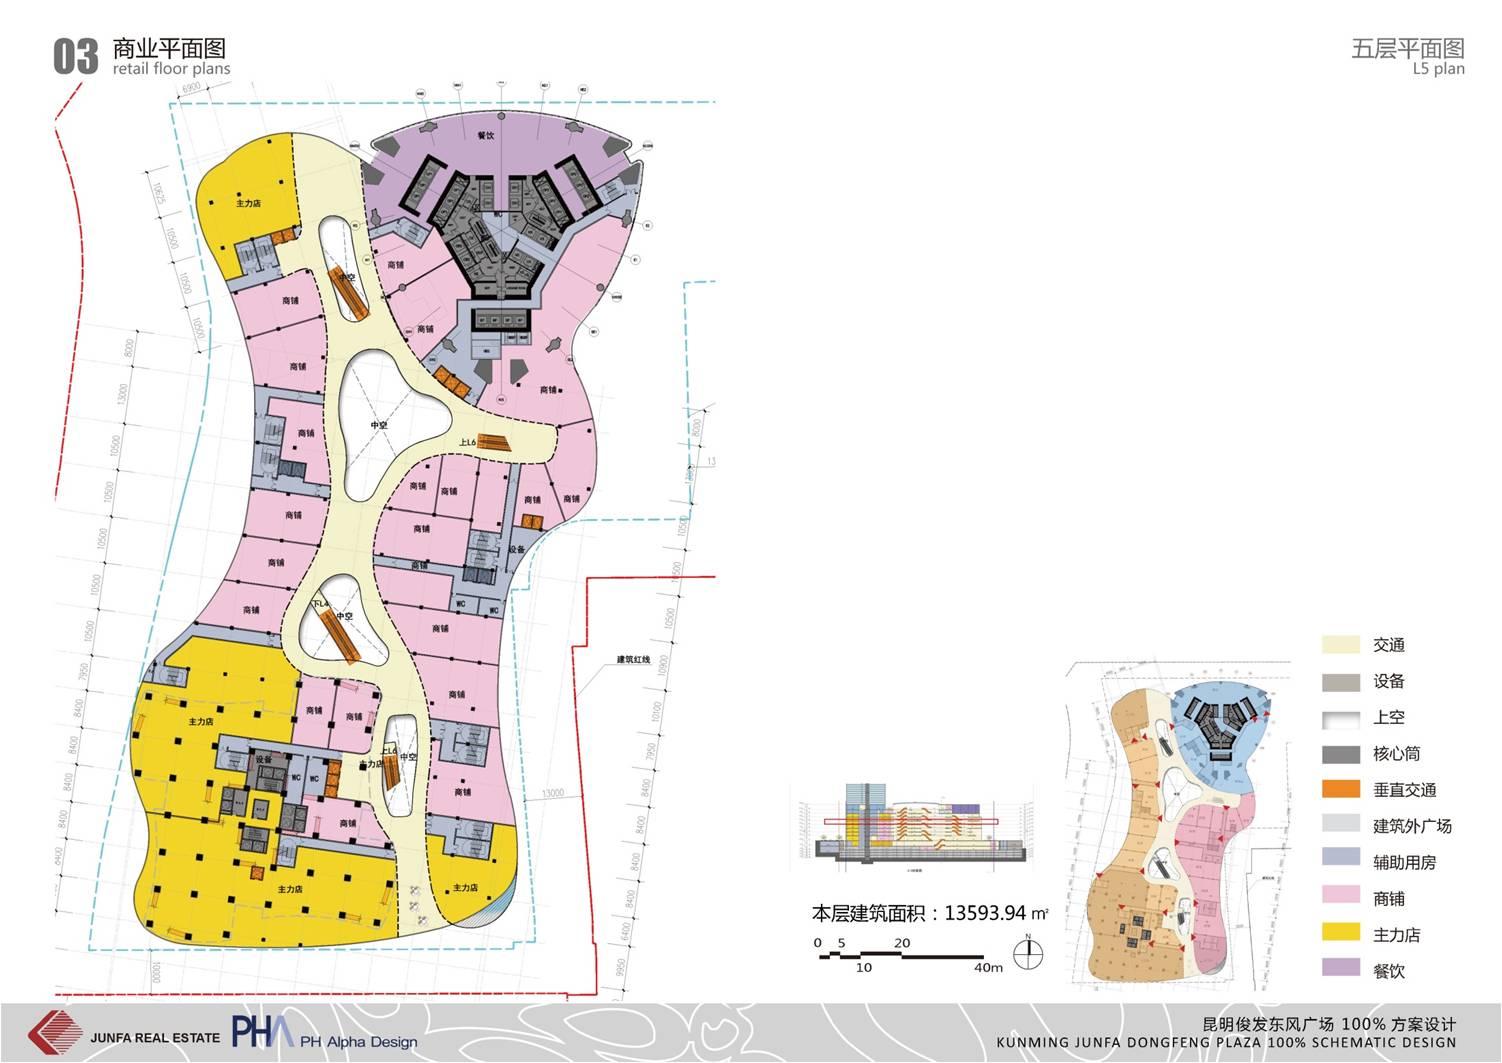 03 商业平面图
retail floor plans
五层平面图
L5 plan
6900
餐饮
主力店
10625
10500
10500
10500
WC
商铺
中空
商铺
商铺
商铺
8000
13000
商铺
中空
商铺
上L6
8000
10500
商铺
10500
商铺
商铺
商铺
商铺
商铺
商铺
10500
10500
设备
商铺
商铺
10500
10500
下L4
中空
WC
WC
商铺
10500
商铺
10500
建筑红线
10900
7950
商铺
8400
主力店
商铺
商铺
10100
8400
上L6
中空
设备
主力店
WC
WC
7950
8400
商铺
13000
8400
8400
商铺
8400
8400
主力店
主力店
8400
6400
10000
9950
交通
设备
上空
核心筒
垂直交通
建筑外广场
辅助用房
商铺
主力店
餐饮
本层建筑面积：13593.94 ㎡
0 5 20
10 40m
N
JUNFA REAL ESTATE PHA PH Alpha Design
昆明俊发东风广场 100% 方案设计
KUNMING JUNFA DONGFENG PLAZA 100% SCHEMATIC DESIGN